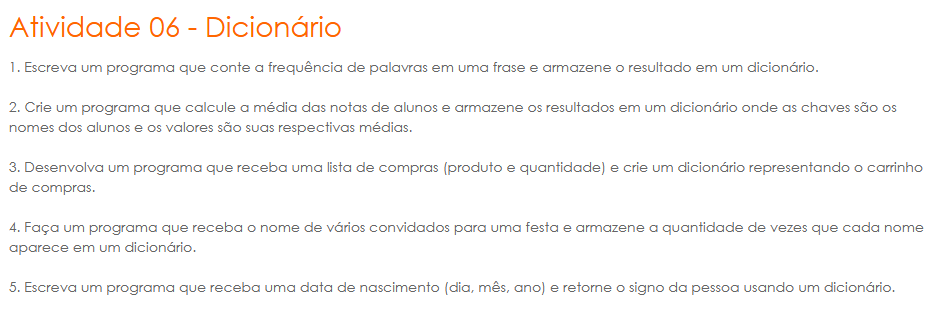 Atividade 06 - Dicionário
1. Escreva um programa que conte a frequência de palavras em uma frase e armazene o resultado em um dicionário.
2. Crie um programa que calcule a média das notas de alunos e armazene os resultados em um dicionário onde as chaves são os
nomes dos alunos e os valores são suas respectivas médias.
3. Desenvolva um programa que receba uma lista de compras (produto e quantidade) e crie um dicionário representando o carrinho
de compras.
4. Faça um programa que receba o nome de vários convidados para uma festa e armazene a quantidade de vezes que cada nome
aparece em um dicionário.
5. Escreva um programa que receba uma data de nascimento (dia, mês, ano) e retorne o signo da pessoa usando um dicionário.